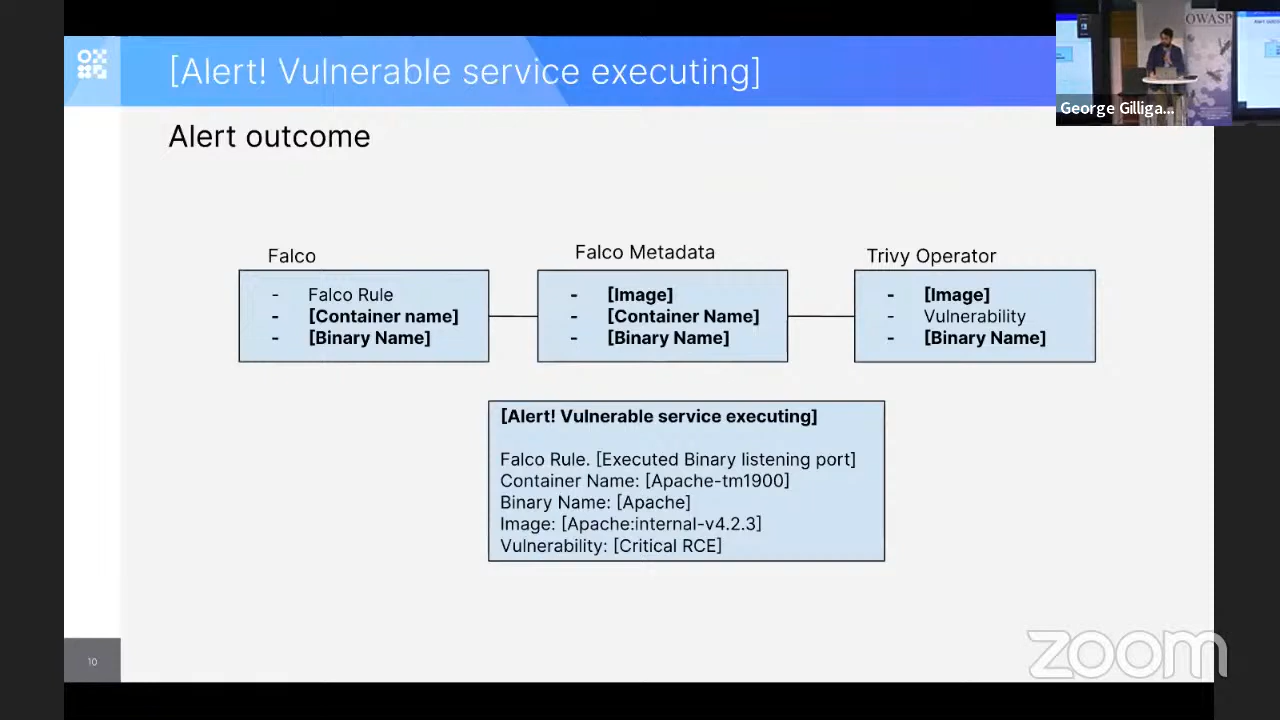 [Alert! Vulnerable service executing]
OWASP
George Gilliga...
Alert outcome
Falco
- Falco Rule
- [Container name]
- [Binary Name]
Falco Metadata
- [Image]
- [Container Name]
- [Binary Name]
Trivy Operator
- [Image]
- Vulnerability
- [Binary Name]
[Alert! Vulnerable service executing]
Falco Rule. [Executed Binary listening port]
Container Name: [Apache-tm1900]
Binary Name: [Apache]
Image: [Apache:internal-v4.2.3]
Vulnerability: [Critical RCE]
10
zoom